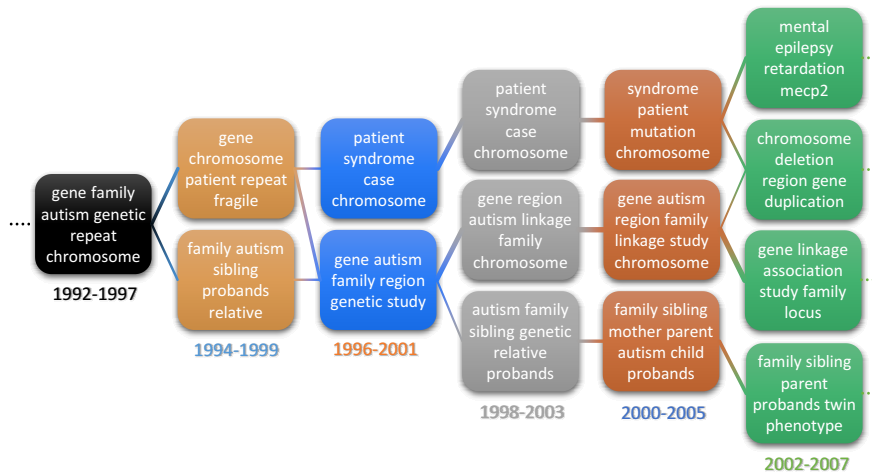 gene family
autism genetic
repeat
chromosome
1992-1997
gene
chromosome
patient repeat
fragile
family autism
sibling
probands
relative
1994-1999
patient
syndrome
case
chromosome
gene autism
family region
genetic study
1996-2001
patient
syndrome
case
chromosome
gene region
autism linkage
family
chromosome
autism family
sibling genetic
relative
probands
1998-2003
syndrome
patient
mutation
chromosome
gene autism
region family
linkage study
chromosome
family sibling
mother parent
autism child
probands
2000-2005
mental
epilepsy
retardation
mecp2
chromosome
deletion
region gene
duplication
gene linkage
association
study family
locus
family sibling
parent
probands twin
phenotype
2002-2007